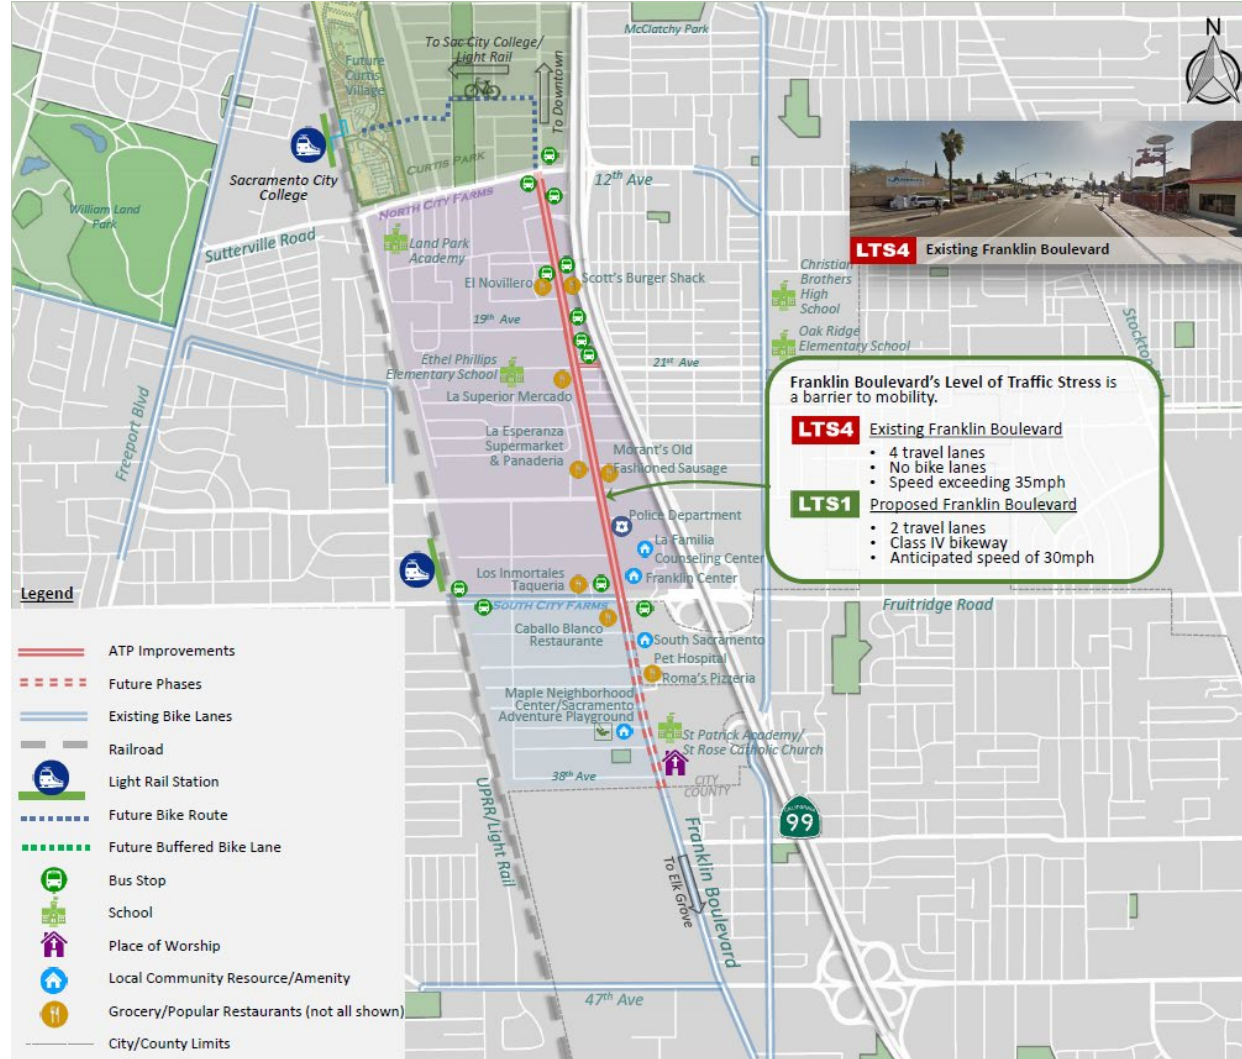 McClatchy Park
N
To Sac City College/
Light Rail
To Downtown
Future
Curtis
Village
CURTIS PARK
Sacramento City
College
12th Ave
NORTH CITY FARMS
William Land
Park
Sutterville Road
Land Park
Academy
LTS4 Existing Franklin Boulevard
El Novillero
Scott's Burger Shack
Christian
Brothers
High
School
19th Ave
Oak Ridge
Elementary School
Ethel Phillips
Elementary School
21st Ave
La Superior Mercado
Freeport Blvd
Franklin Boulevard's Level of Traffic Stress is
a barrier to mobility.
LTS4 Existing Franklin Boulevard
• 4 travel lanes
• No bike lanes
• Speed exceeding 35mph
LTS1 Proposed Franklin Boulevard
• 2 travel lanes
• Class IV bikeway
• Anticipated speed of 30mph
La Esperanza
Supermarket
& Panaderia
Morant's Old
Fashioned Sausage
Police Department
La Familia
Counseling Center
Los Inmortales
Taqueria
Franklin Center
SOUTH CITY FARMS
Fruitridge Road
Caballo Blanco
Restaurante
South Sacramento
Pet Hospital
Roma's Pizzeria
Maple Neighborhood
Center/Sacramento
Adventure Playground
St Patrick Academy/
St Rose Catholic Church
38th Ave
CITY
COUNTY
UPRR/Light Rail
CALIFORNIA
99
Franklin Boulevard
To Elk Grove
47th Ave
Legend
ATP Improvements
Future Phases
Existing Bike Lanes
Railroad
Light Rail Station
Future Bike Route
Future Buffered Bike Lane
Bus Stop
School
Place of Worship
Local Community Resource/Amenity
Grocery/Popular Restaurants (not all shown)
City/County Limits